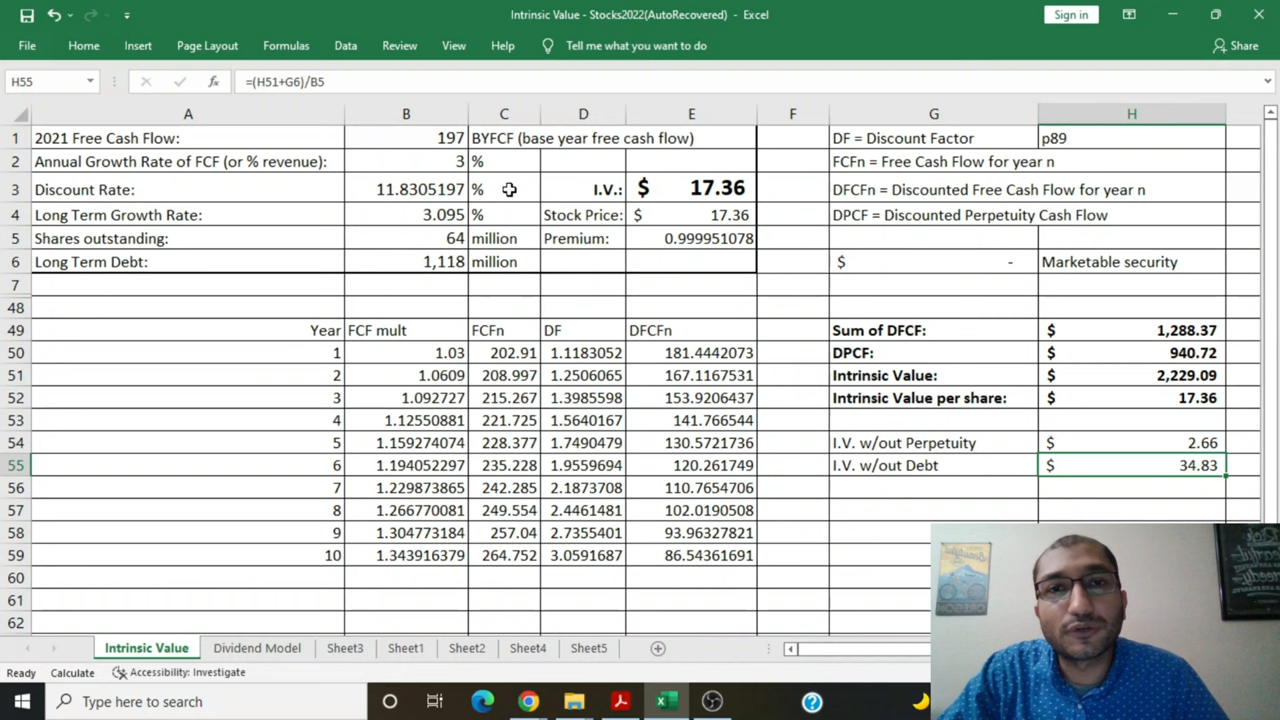 Intrinsic Value - Stocks2022(AutoRecovered) - Excel
Sign in
File Home Insert Page Layout Formulas Data Review View Help Tell me what you want to do Share
H55 fx =(H51+G6)/B5
A B C D E F G H
1 2021 Free Cash Flow: 197 BYFCF (base year free cash flow) DF = Discount Factor p89
2 Annual Growth Rate of FCF (or % revenue): 3 % FCFn = Free Cash Flow for year n
3 Discount Rate: 11.8305197 % I.V.: $ 17.36 DFCFn = Discounted Free Cash Flow for year n
4 Long Term Growth Rate: 3.095 % Stock Price: $ 17.36 DPCF = Discounted Perpetuity Cash Flow
5 Shares outstanding: 64 million Premium: 0.999951078
6 Long Term Debt: 1,118 million $ - Marketable security
7
48
49 Year FCF mult FCFn DF DFCFn Sum of DFCF: $ 1,288.37
50 1 1.03 202.91 1.1183052 181.4442073 DPCF: $ 940.72
51 2 1.0609 208.997 1.2506065 167.1167531 Intrinsic Value: $ 2,229.09
52 3 1.092727 215.267 1.3985598 153.9206437 Intrinsic Value per share: $ 17.36
53 4 1.12550881 221.725 1.5640167 141.766544
54 5 1.159274074 228.377 1.7490479 130.5721736 I.V. w/out Perpetuity $ 2.66
55 6 1.194052297 235.228 1.9559694 120.261749 I.V. w/out Debt $ 34.83
56 7 1.229873865 242.285 2.1873708 110.7654706
57 8 1.266770081 249.554 2.4461481 102.0190508
58 9 1.304773184 257.04 2.7355401 93.96327821
59 10 1.343916379 264.752 3.0591687 86.54361691
60
61
62
Intrinsic Value Dividend Model Sheet3 Sheet1 Sheet2 Sheet4 Sheet5
Ready Calculate Accessibility: Investigate
Type here to search
OREGON